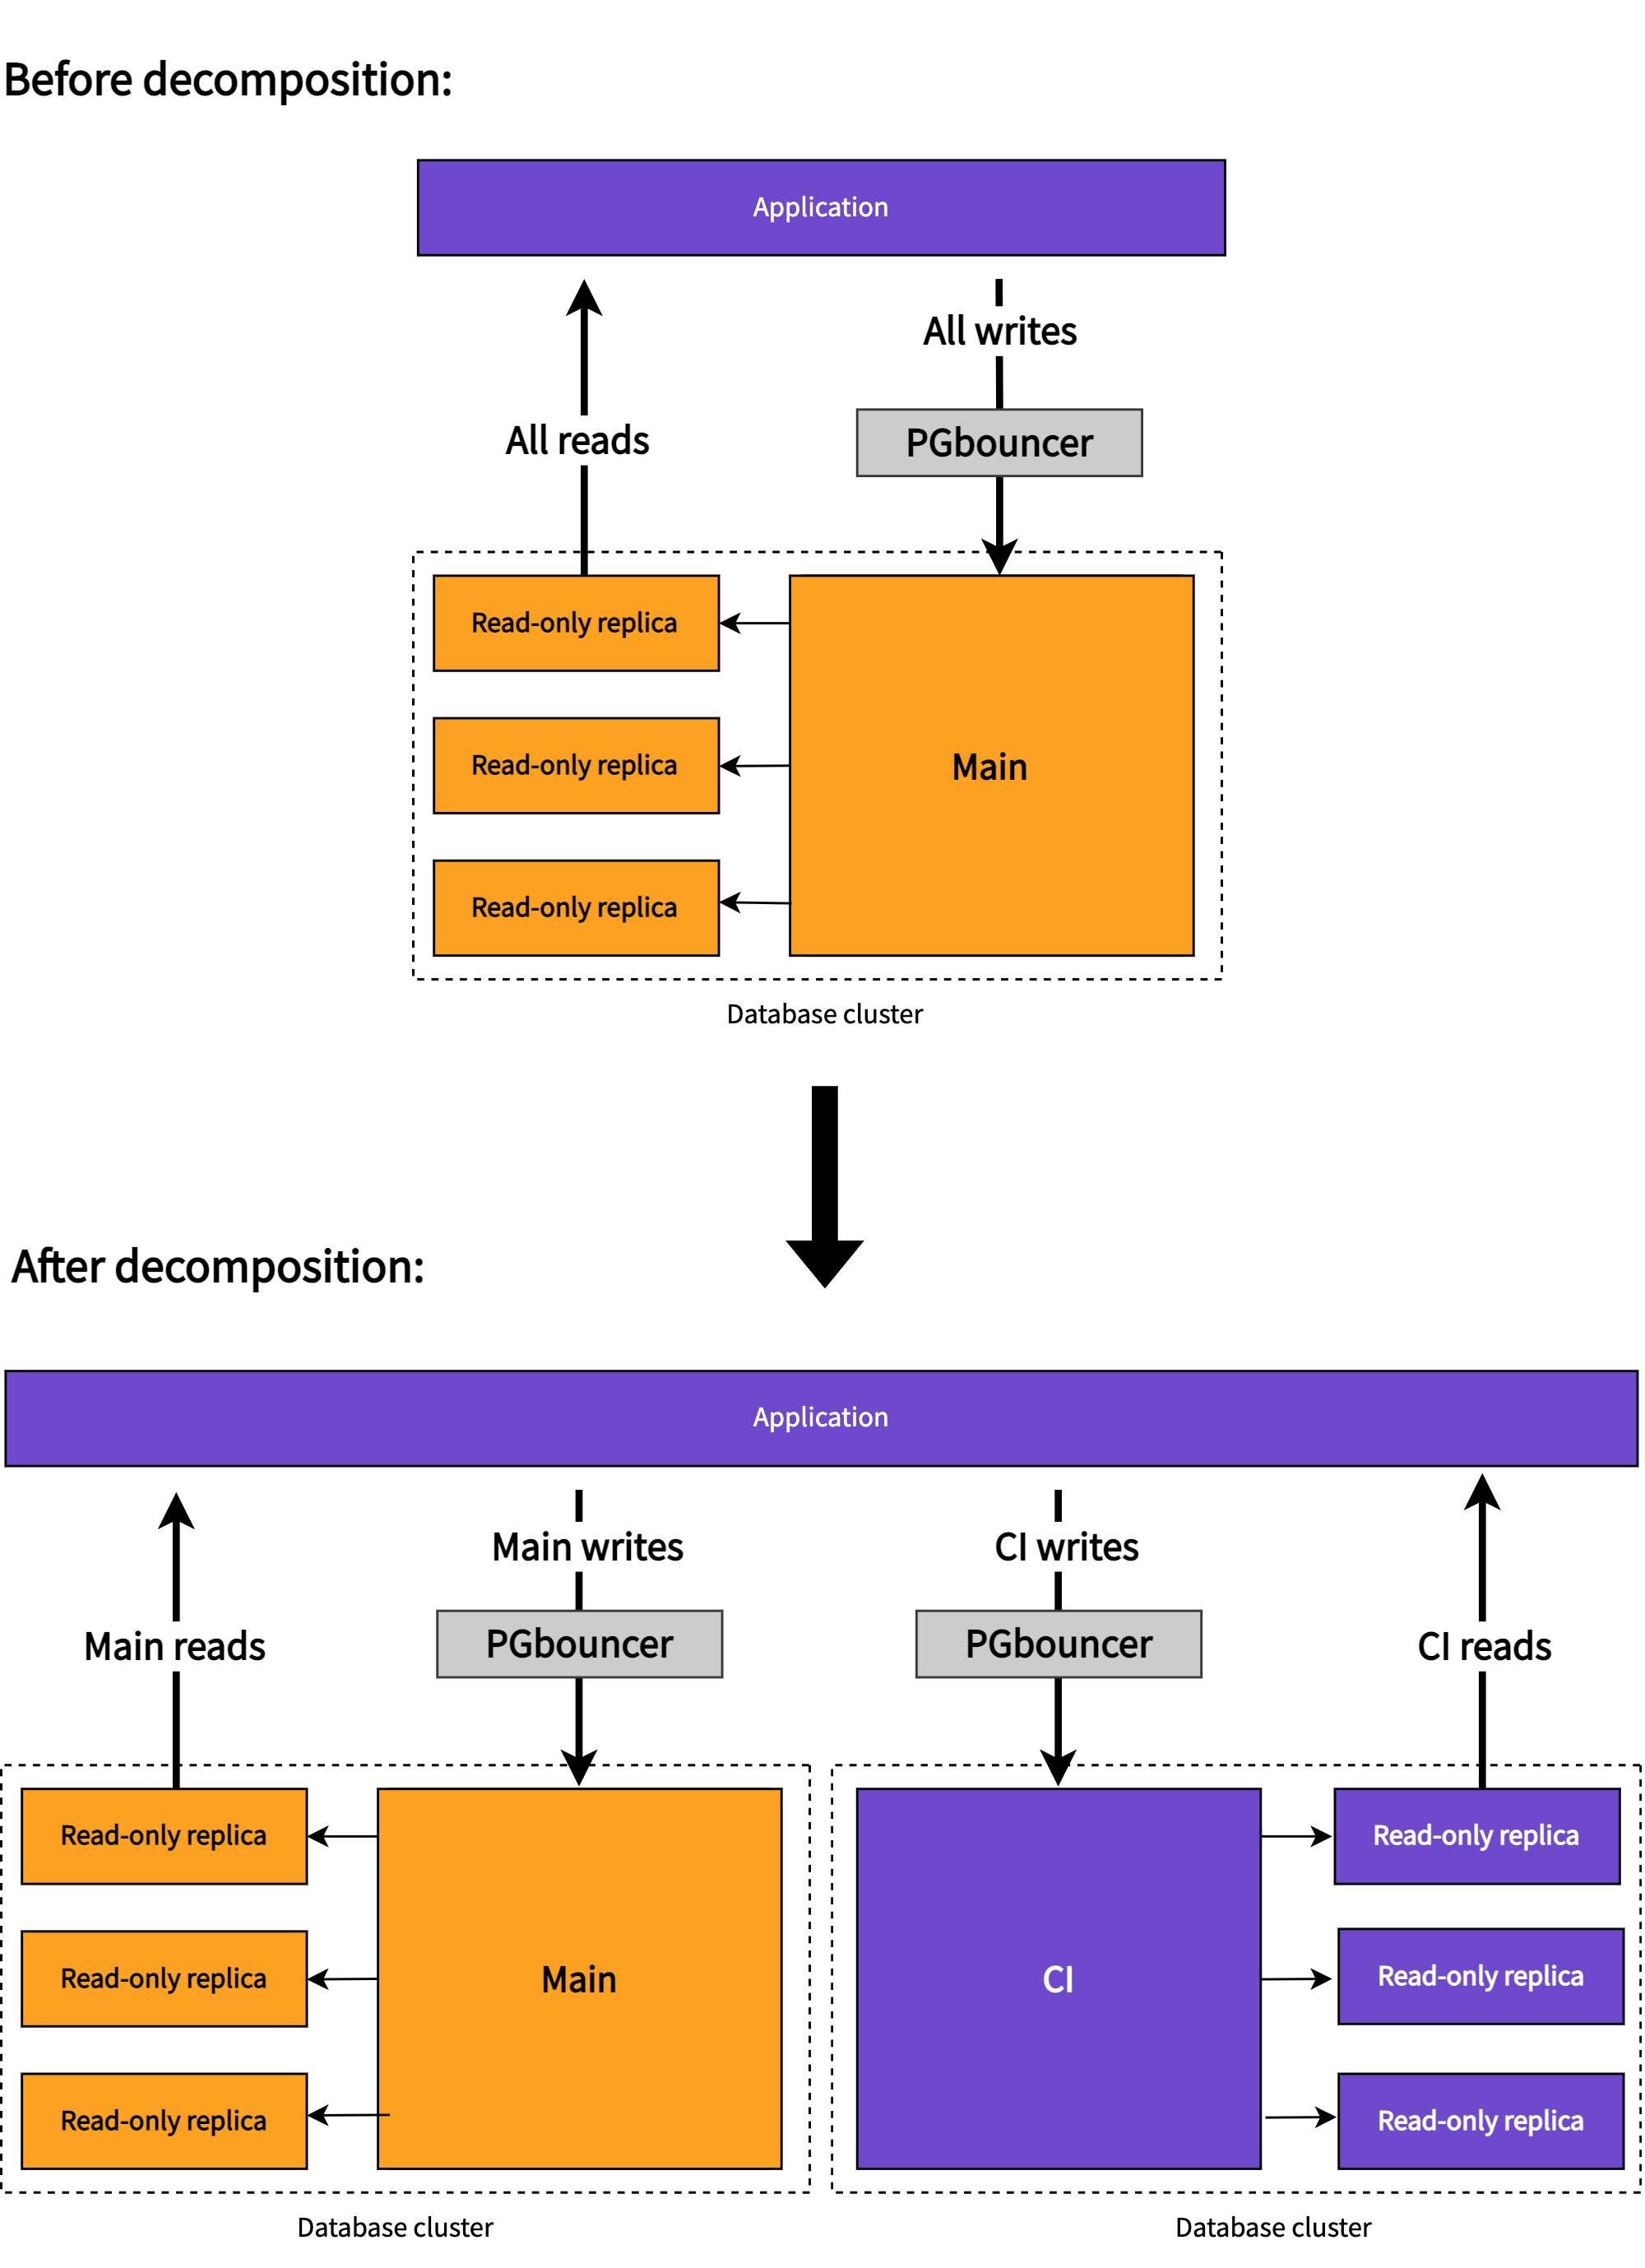 Before decomposition:
Application
All writes
All reads
PGbouncer
Read-only replica
Read-only replica
Main
Read-only replica
Database cluster
After decomposition:
Application
Main writes
CI writes
Main reads
PGbouncer
PGbouncer
CI reads
Read-only replica
Read-only replica
Read-only replica
Main
CI
Read-only replica
Read-only replica
Read-only replica
Database cluster
Database cluster